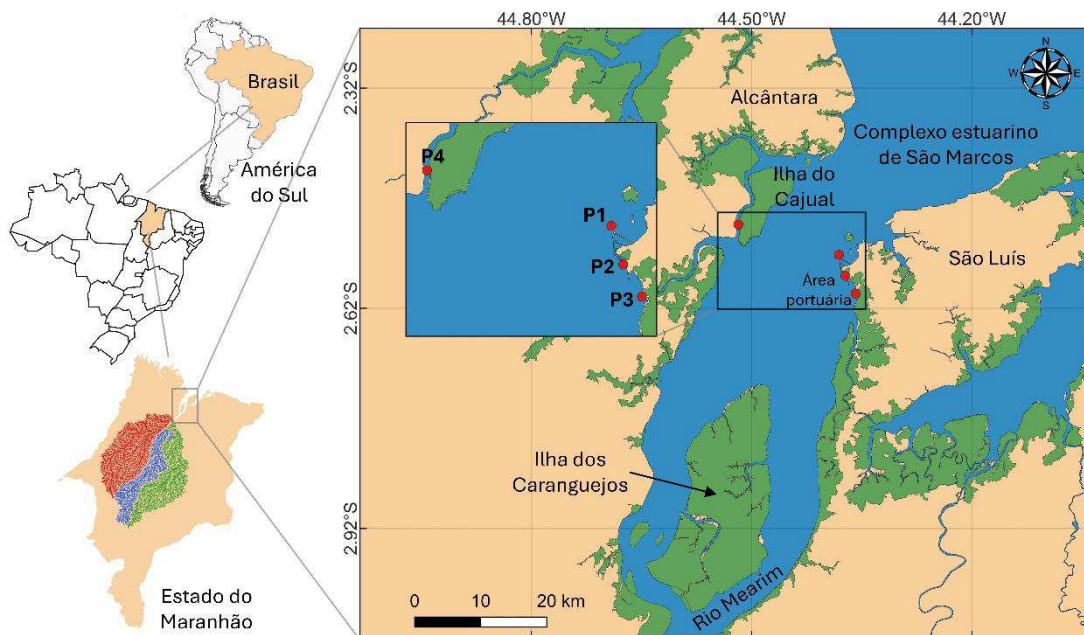 44.80°W
44.50°W
44.20°W
Brasil
América
do Sul
Estado do
Maranhão
2.32°S
2.62°S
2.92°S
N
W
E
S
Alcântara
Complexo estuarino
de São Marcos
Ilha do
Cajual
São Luís
Área
portuária
P4
P1
P2
P3
Ilha dos
Caranguejos
Rio Mearim
0 10 20 km